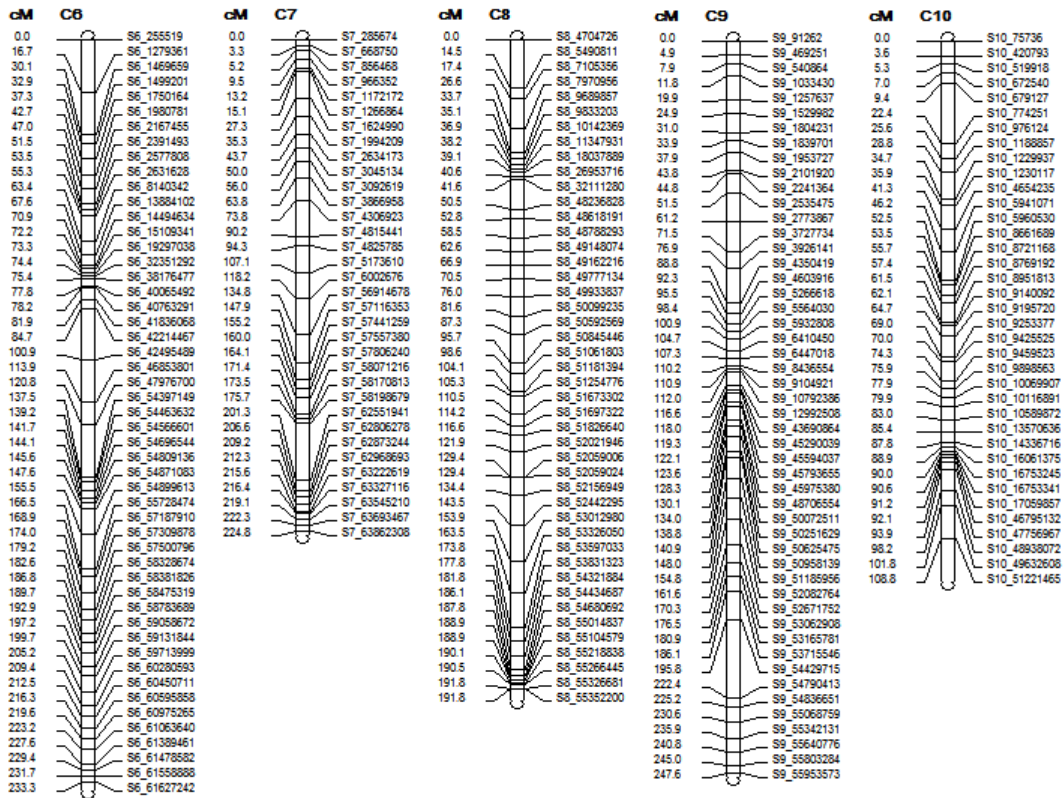 cM C6
0.0 S6_255519
16.7 S6_1279361
30.1 S6_1469659
32.9 S6_1499201
37.3 S6_1750164
42.7 S6_1980781
47.0 S6_2167455
51.5 S6_2391493
53.5 S6_2577808
55.3 S6_2631628
63.4 S6_8140342
67.6 S6_13884102
70.9 S6_14494634
72.2 S6_15109341
73.3 S6_19297038
74.4 S6_32351292
75.4 S6_38176477
77.8 S6_40065492
78.2 S6_40763291
81.9 S6_41836068
84.7 S6_42214467
100.9 S6_42495489
113.9 S6_46853801
120.8 S6_47976700
137.5 S6_54397149
139.2 S6_54463632
141.7 S6_54566601
144.1 S6_54696544
145.6 S6_54809136
147.6 S6_54871083
155.5 S6_54899613
166.5 S6_55728474
168.9 S6_57187910
174.0 S6_57309878
179.2 S6_57500796
182.6 S6_58328674
186.8 S6_58381826
189.7 S6_58475319
192.9 S6_58783689
197.2 S6_59058672
199.7 S6_59131844
205.2 S6_59713999
209.4 S6_60280593
212.5 S6_60450711
216.3 S6_60595858
219.6 S6_60975265
223.2 S6_61063640
227.6 S6_61389461
229.4 S6_61478582
231.7 S6_61558888
233.3 S6_61627242
cM C7
0.0 S7_285674
3.3 S7_668750
5.2 S7_856468
9.5 S7_966352
13.2 S7_1172172
15.1 S7_1266864
27.3 S7_1624990
35.3 S7_1994209
43.7 S7_2634173
50.0 S7_3045134
56.0 S7_3092619
63.8 S7_3866958
73.8 S7_4306923
90.2 S7_4815441
94.3 S7_4825785
107.1 S7_5173610
118.2 S7_6002676
134.8 S7_56914678
147.9 S7_57116353
155.2 S7_57441259
160.0 S7_57557380
164.1 S7_57806240
171.4 S7_58071216
173.5 S7_58170813
175.7 S7_58198679
201.3 S7_62551941
206.6 S7_62806278
209.2 S7_62873244
212.3 S7_62968693
215.6 S7_63222619
216.4 S7_63327116
219.1 S7_63545210
222.3 S7_63693467
224.8 S7_63862308
cM C8
0.0 S8_4704726
14.5 S8_5490811
17.4 S8_7105356
26.6 S8_7970956
33.7 S8_9689857
35.1 S8_9833203
36.9 S8_10142369
38.2 S8_11347931
39.1 S8_18037889
40.6 S8_26953716
41.6 S8_32111280
50.5 S8_48236828
52.8 S8_48618191
58.5 S8_48788293
62.6 S8_49148074
66.9 S8_49162216
70.5 S8_49777134
76.0 S8_49933837
81.6 S8_50099235
87.3 S8_50592569
95.7 S8_50845446
98.6 S8_51061803
104.1 S8_51181394
105.3 S8_51254776
110.5 S8_51673302
114.2 S8_51697322
116.6 S8_51826640
121.9 S8_52021946
129.4 S8_52059006
129.4 S8_52059024
134.4 S8_52156949
143.5 S8_52442295
153.9 S8_53012980
163.5 S8_53326050
173.8 S8_53597033
177.8 S8_53831323
181.8 S8_54321884
186.1 S8_54434687
187.8 S8_54680692
188.9 S8_55014837
188.9 S8_55104579
190.1 S8_55218838
190.5 S8_55266445
191.8 S8_55326681
191.8 S8_55352200
cM C9
0.0 S9_91262
4.9 S9_469251
7.9 S9_540864
11.8 S9_1033430
19.9 S9_1257637
24.9 S9_1529982
31.0 S9_1804231
33.9 S9_1839701
37.9 S9_1953727
43.8 S9_2101920
44.8 S9_2241364
51.5 S9_2535475
61.2 S9_2773867
71.5 S9_3727734
76.9 S9_3926141
88.8 S9_4350419
92.3 S9_4603916
95.5 S9_5266618
98.4 S9_5564030
100.9 S9_5932808
104.7 S9_6410450
107.3 S9_6447018
110.2 S9_8436554
110.9 S9_9104921
112.0 S9_10792386
116.6 S9_12992508
118.0 S9_43690864
119.3 S9_45290039
122.1 S9_45594037
123.6 S9_45793655
128.3 S9_45975380
130.1 S9_48706554
134.0 S9_50072511
138.8 S9_50251629
140.9 S9_50625475
148.0 S9_50958139
154.8 S9_51185956
161.6 S9_52082764
170.3 S9_52671752
176.5 S9_53062908
180.9 S9_53165781
186.1 S9_53715546
195.8 S9_54429715
222.4 S9_54790413
225.2 S9_54836651
230.6 S9_55068759
235.9 S9_55342131
240.8 S9_55640776
245.0 S9_55803284
247.6 S9_55953573
cM C10
0.0 S10_75736
3.6 S10_420793
5.3 S10_519918
7.0 S10_672540
9.4 S10_679127
22.4 S10_774251
25.6 S10_976124
28.8 S10_1188857
34.7 S10_1229937
35.9 S10_1230117
41.3 S10_4654235
46.2 S10_5941071
52.5 S10_5960530
53.5 S10_8661689
55.7 S10_8721168
57.4 S10_8769192
61.5 S10_8951813
62.1 S10_9140092
64.7 S10_9195720
69.0 S10_9253377
70.0 S10_9425525
74.3 S10_9459523
75.9 S10_9898563
77.9 S10_10069907
79.9 S10_10116891
83.0 S10_10589872
85.4 S10_13570636
87.8 S10_14336716
88.9 S10_16061375
90.0 S10_16753245
90.6 S10_16753341
91.2 S10_17059857
92.1 S10_46795132
93.9 S10_47756967
98.2 S10_48938072
101.8 S10_49632608
108.8 S10_51221465